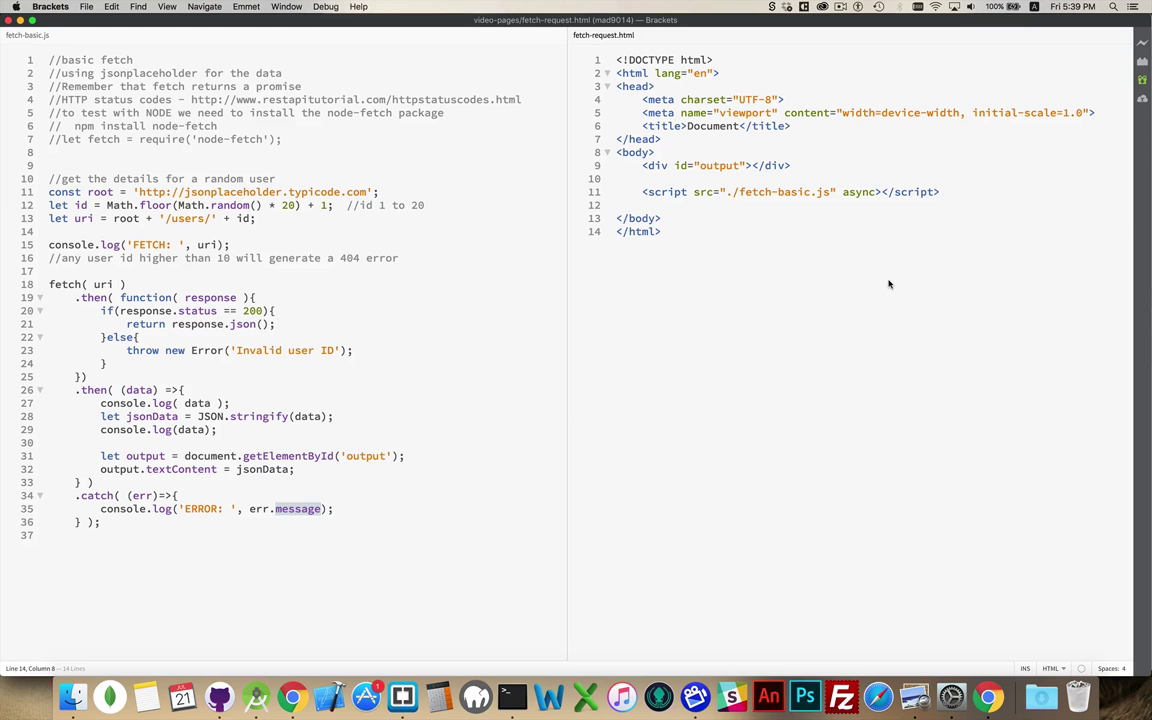 Brackets File Edit Find View Navigate Emmet Window Debug Help
100% Fri 5:39 PM
video-pages/fetch-request.html (mad9014) — Brackets
fetch-basic.js
1 //basic fetch
2 //using jsonplaceholder for the data
3 //Remember that fetch returns a promise
4 //HTTP status codes - http://www.restapitutorial.com/httpstatuscodes.html
5 //to test with NODE we need to install the node-fetch package
6 //  npm install node-fetch
7 //let fetch = require('node-fetch');
8
9
10 //get the details for a random user
11 const root = 'http://jsonplaceholder.typicode.com';
12 let id = Math.floor(Math.random() * 20) + 1;  //id 1 to 20
13 let uri = root + '/users/' + id;
14
15 console.log('FETCH: ', uri);
16 //any user id higher than 10 will generate a 404 error
17
18 fetch( uri )
19     .then( function( response ){
20         if(response.status == 200){
21             return response.json();
22         }else{
23             throw new Error('Invalid user ID');
24         }
25     })
26     .then( (data) =>{
27         console.log( data );
28         let jsonData = JSON.stringify(data);
29         console.log(data);
30
31         let output = document.getElementById('output');
32         output.textContent = jsonData;
33     } )
34     .catch( (err)=>{
35         console.log('ERROR: ', err.message);
36     } );
37
fetch-request.html
1 <!DOCTYPE html>
2 <html lang="en">
3 <head>
4     <meta charset="UTF-8">
5     <meta name="viewport" content="width=device-width, initial-scale=1.0">
6     <title>Document</title>
7 </head>
8 <body>
9     <div id="output"></div>
10
11     <script src="./fetch-basic.js" async></script>
12
13 </body>
14 </html>
Line 14, Column 8 — 14 Lines
INS HTML Spaces: 4
JUL
21
1
An
Ps
Fz